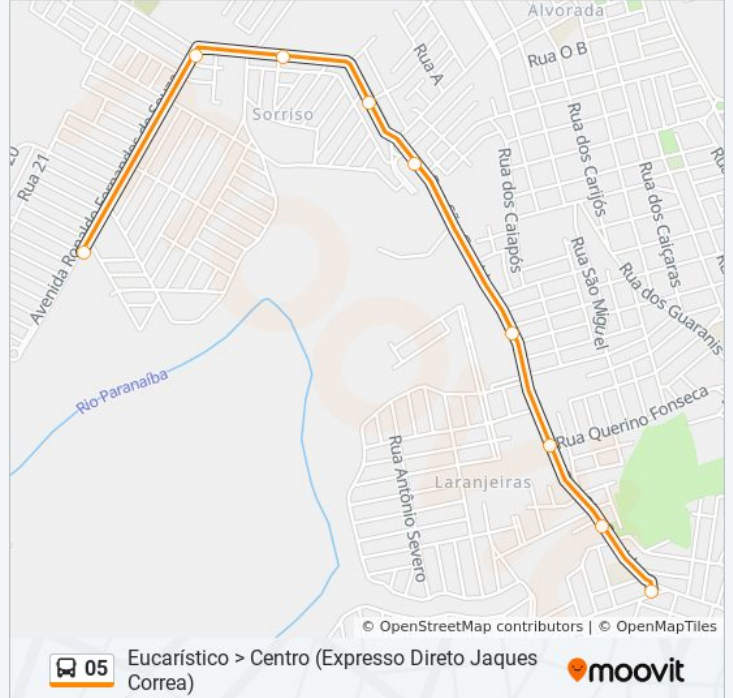 Alvorada
Rua O B
Rua A
Sorriso
Rua dos Carijós
Rua dos Caiapós
Rua dos Caiçaras
20
Rua 21
Avenida Ronaldo Fernandes de Souza
Rua São Miguel
Rua dos Guaranis
Rio Paranaíba
Rua Querino Fonseca
Laranjeiras
Rua Antônio Severo
© OpenStreetMap contributors | © OpenMapTiles
05
Eucarístico > Centro (Expresso Direto Jaques
Correa)
moovit